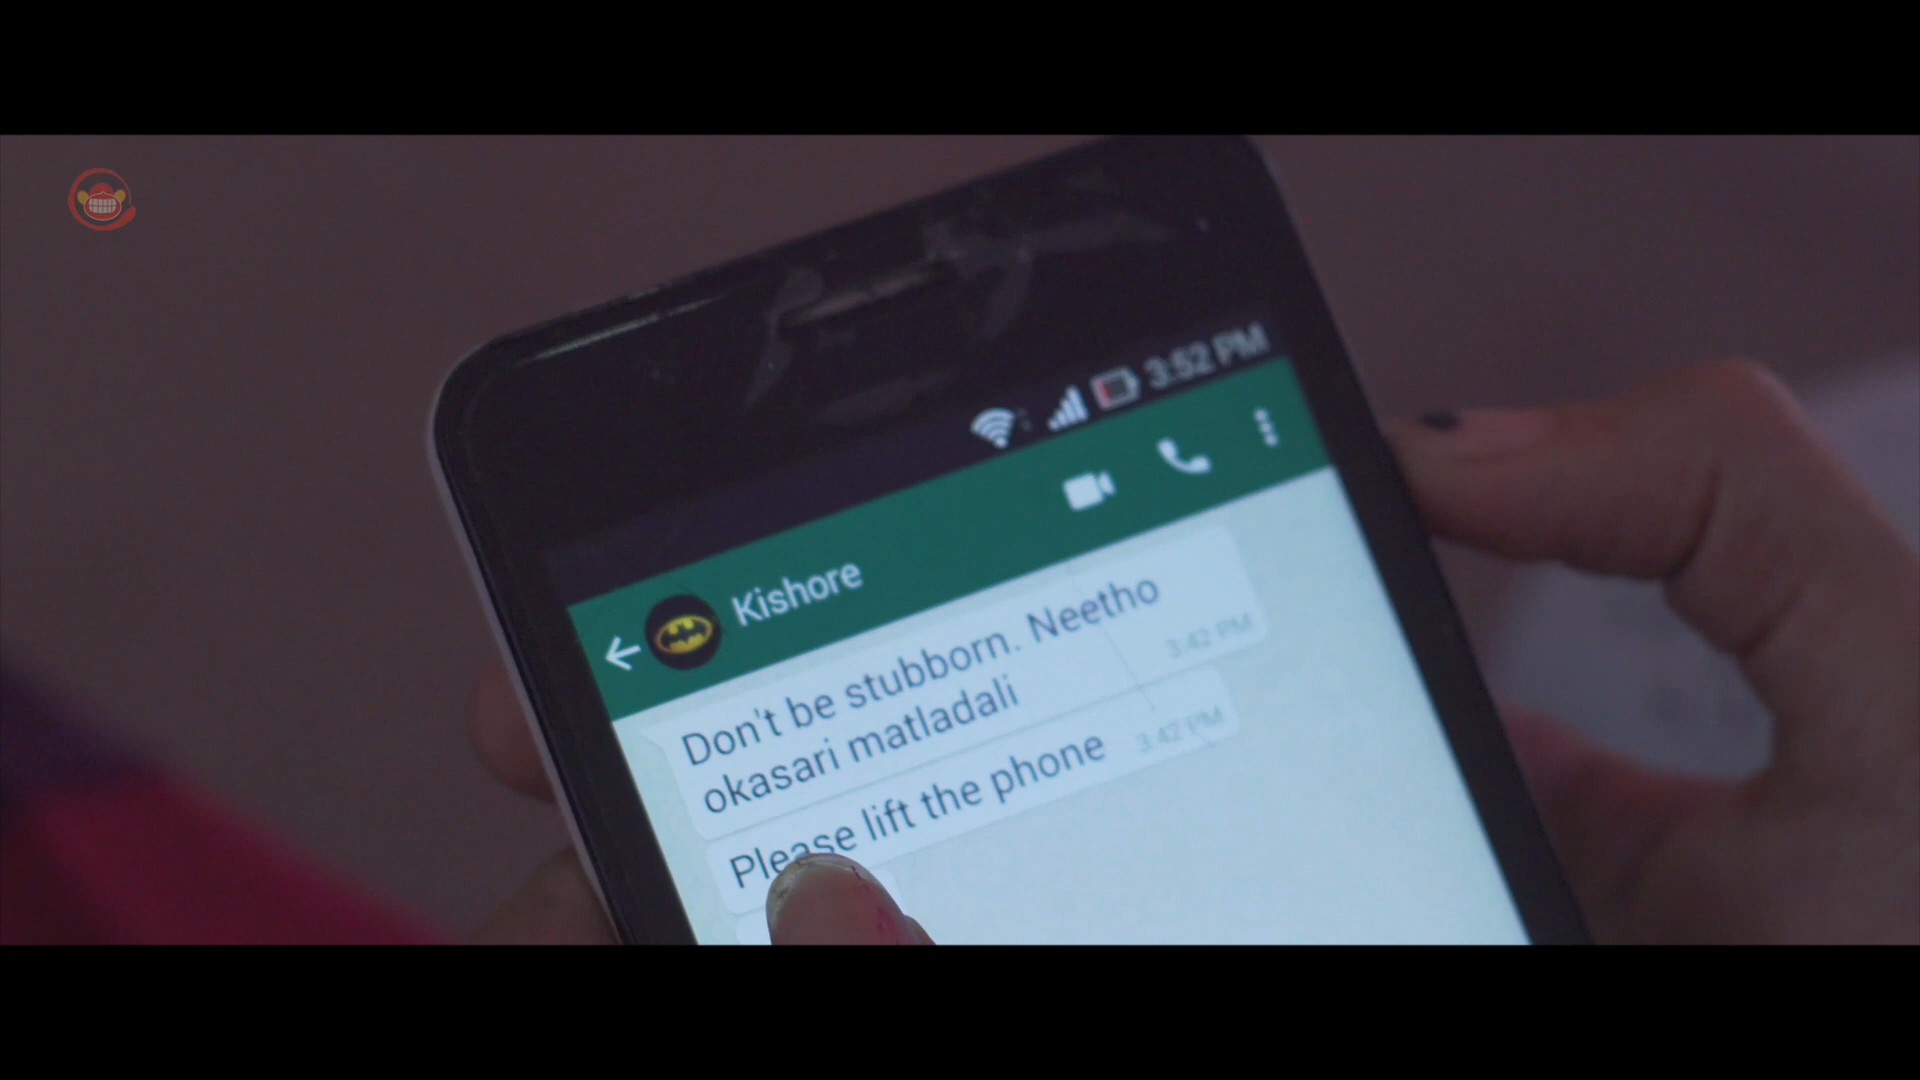 3:52 PM
Kishore
Don't be stubborn. Neetho
okasari matladali
3:42 PM
Please lift the phone
3:42 PM